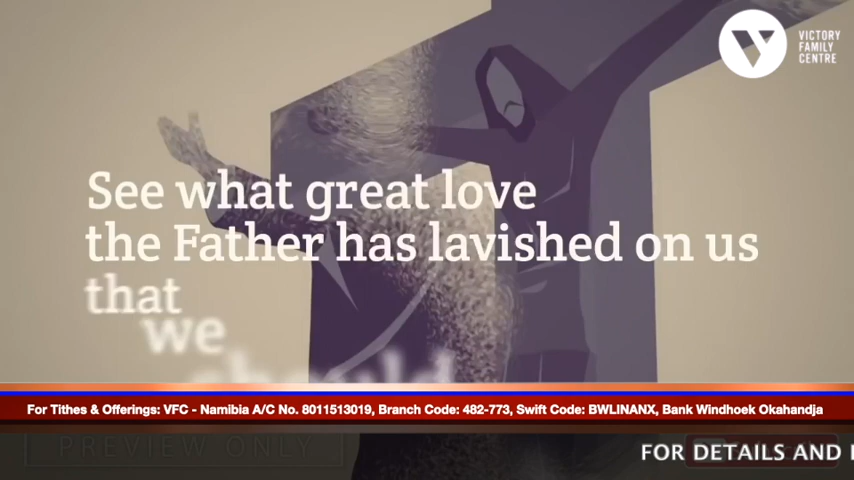 VICTORY
FAMILY
CENTRE
See what great love
the Father has lavished on us
that
we
should
For Tithes & Offerings: VFC - Namibia A/C No. 8011513019, Branch Code: 482-773, Swift Code: BWLINANX, Bank Windhoek Okahandja
PREVIEW ONLY
FOR DETAILS AND